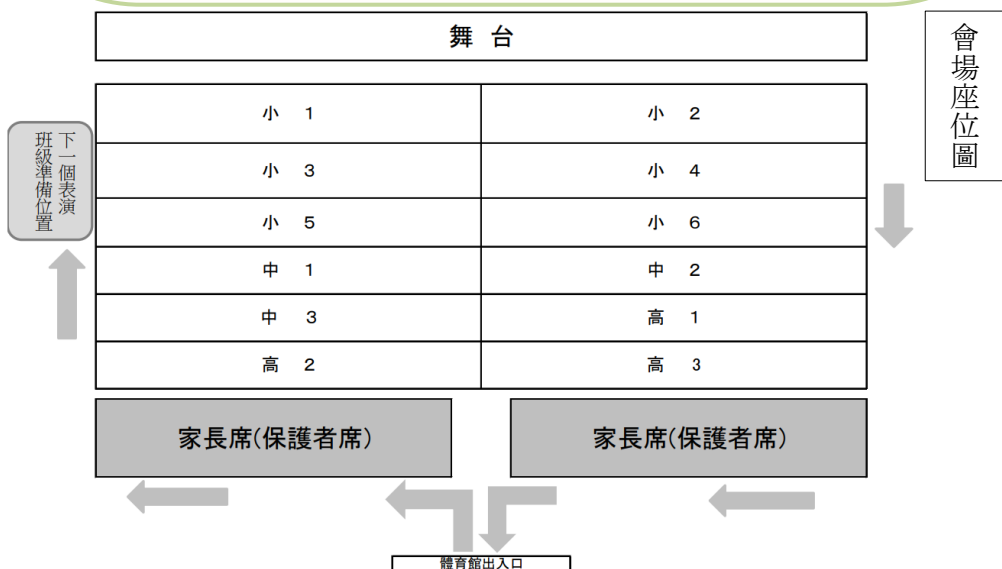 舞 台
會場座位圖
小 1
小 2
下一個表演
班級準備位置
小 3
小 4
小 5
小 6
中 1
中 2
中 3
高 1
高 2
高 3
家長席(保護者席)
家長席(保護者席)
體育館出入口